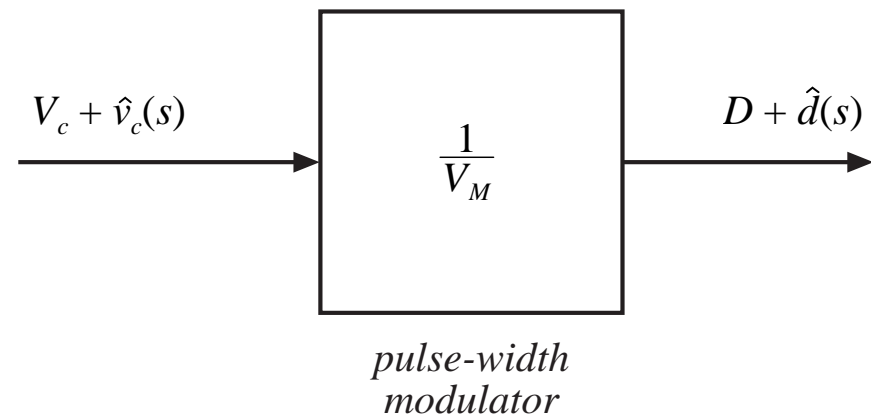 V_c + v̂_c(s)
1
V_M
D + d̂(s)
pulse-width
modulator